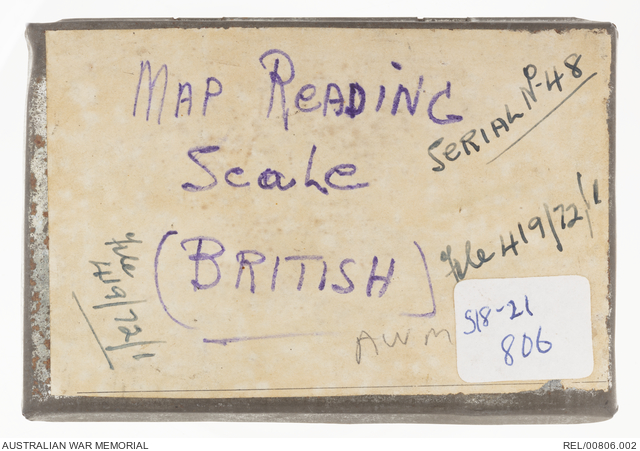 MAP READING
Scale
(BRITISH)
SERIAL No 48
File 419/72/1
419/72/1
AWM
S18-21
806
AUSTRALIAN WAR MEMORIAL
REL/00806.002